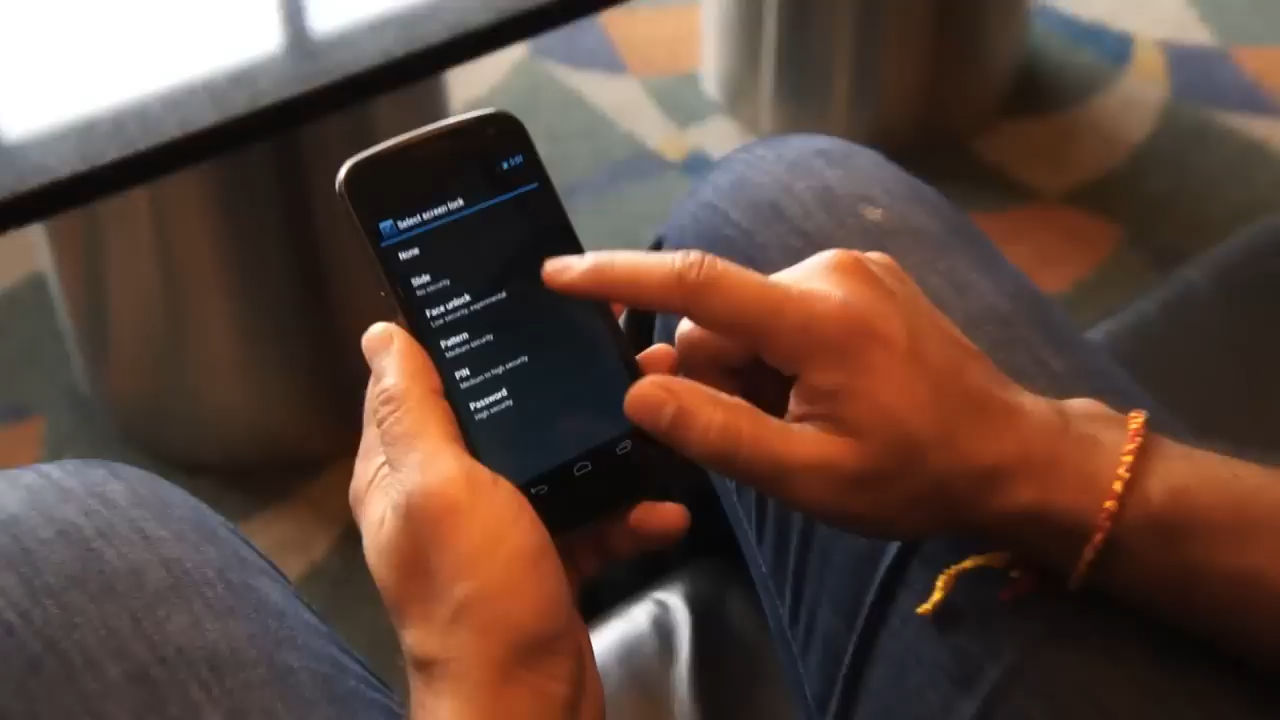 Select screen lock
None
Slide
No security
Face unlock
Low security, experimental
Pattern
Medium security
PIN
Medium to high security
Password
High security